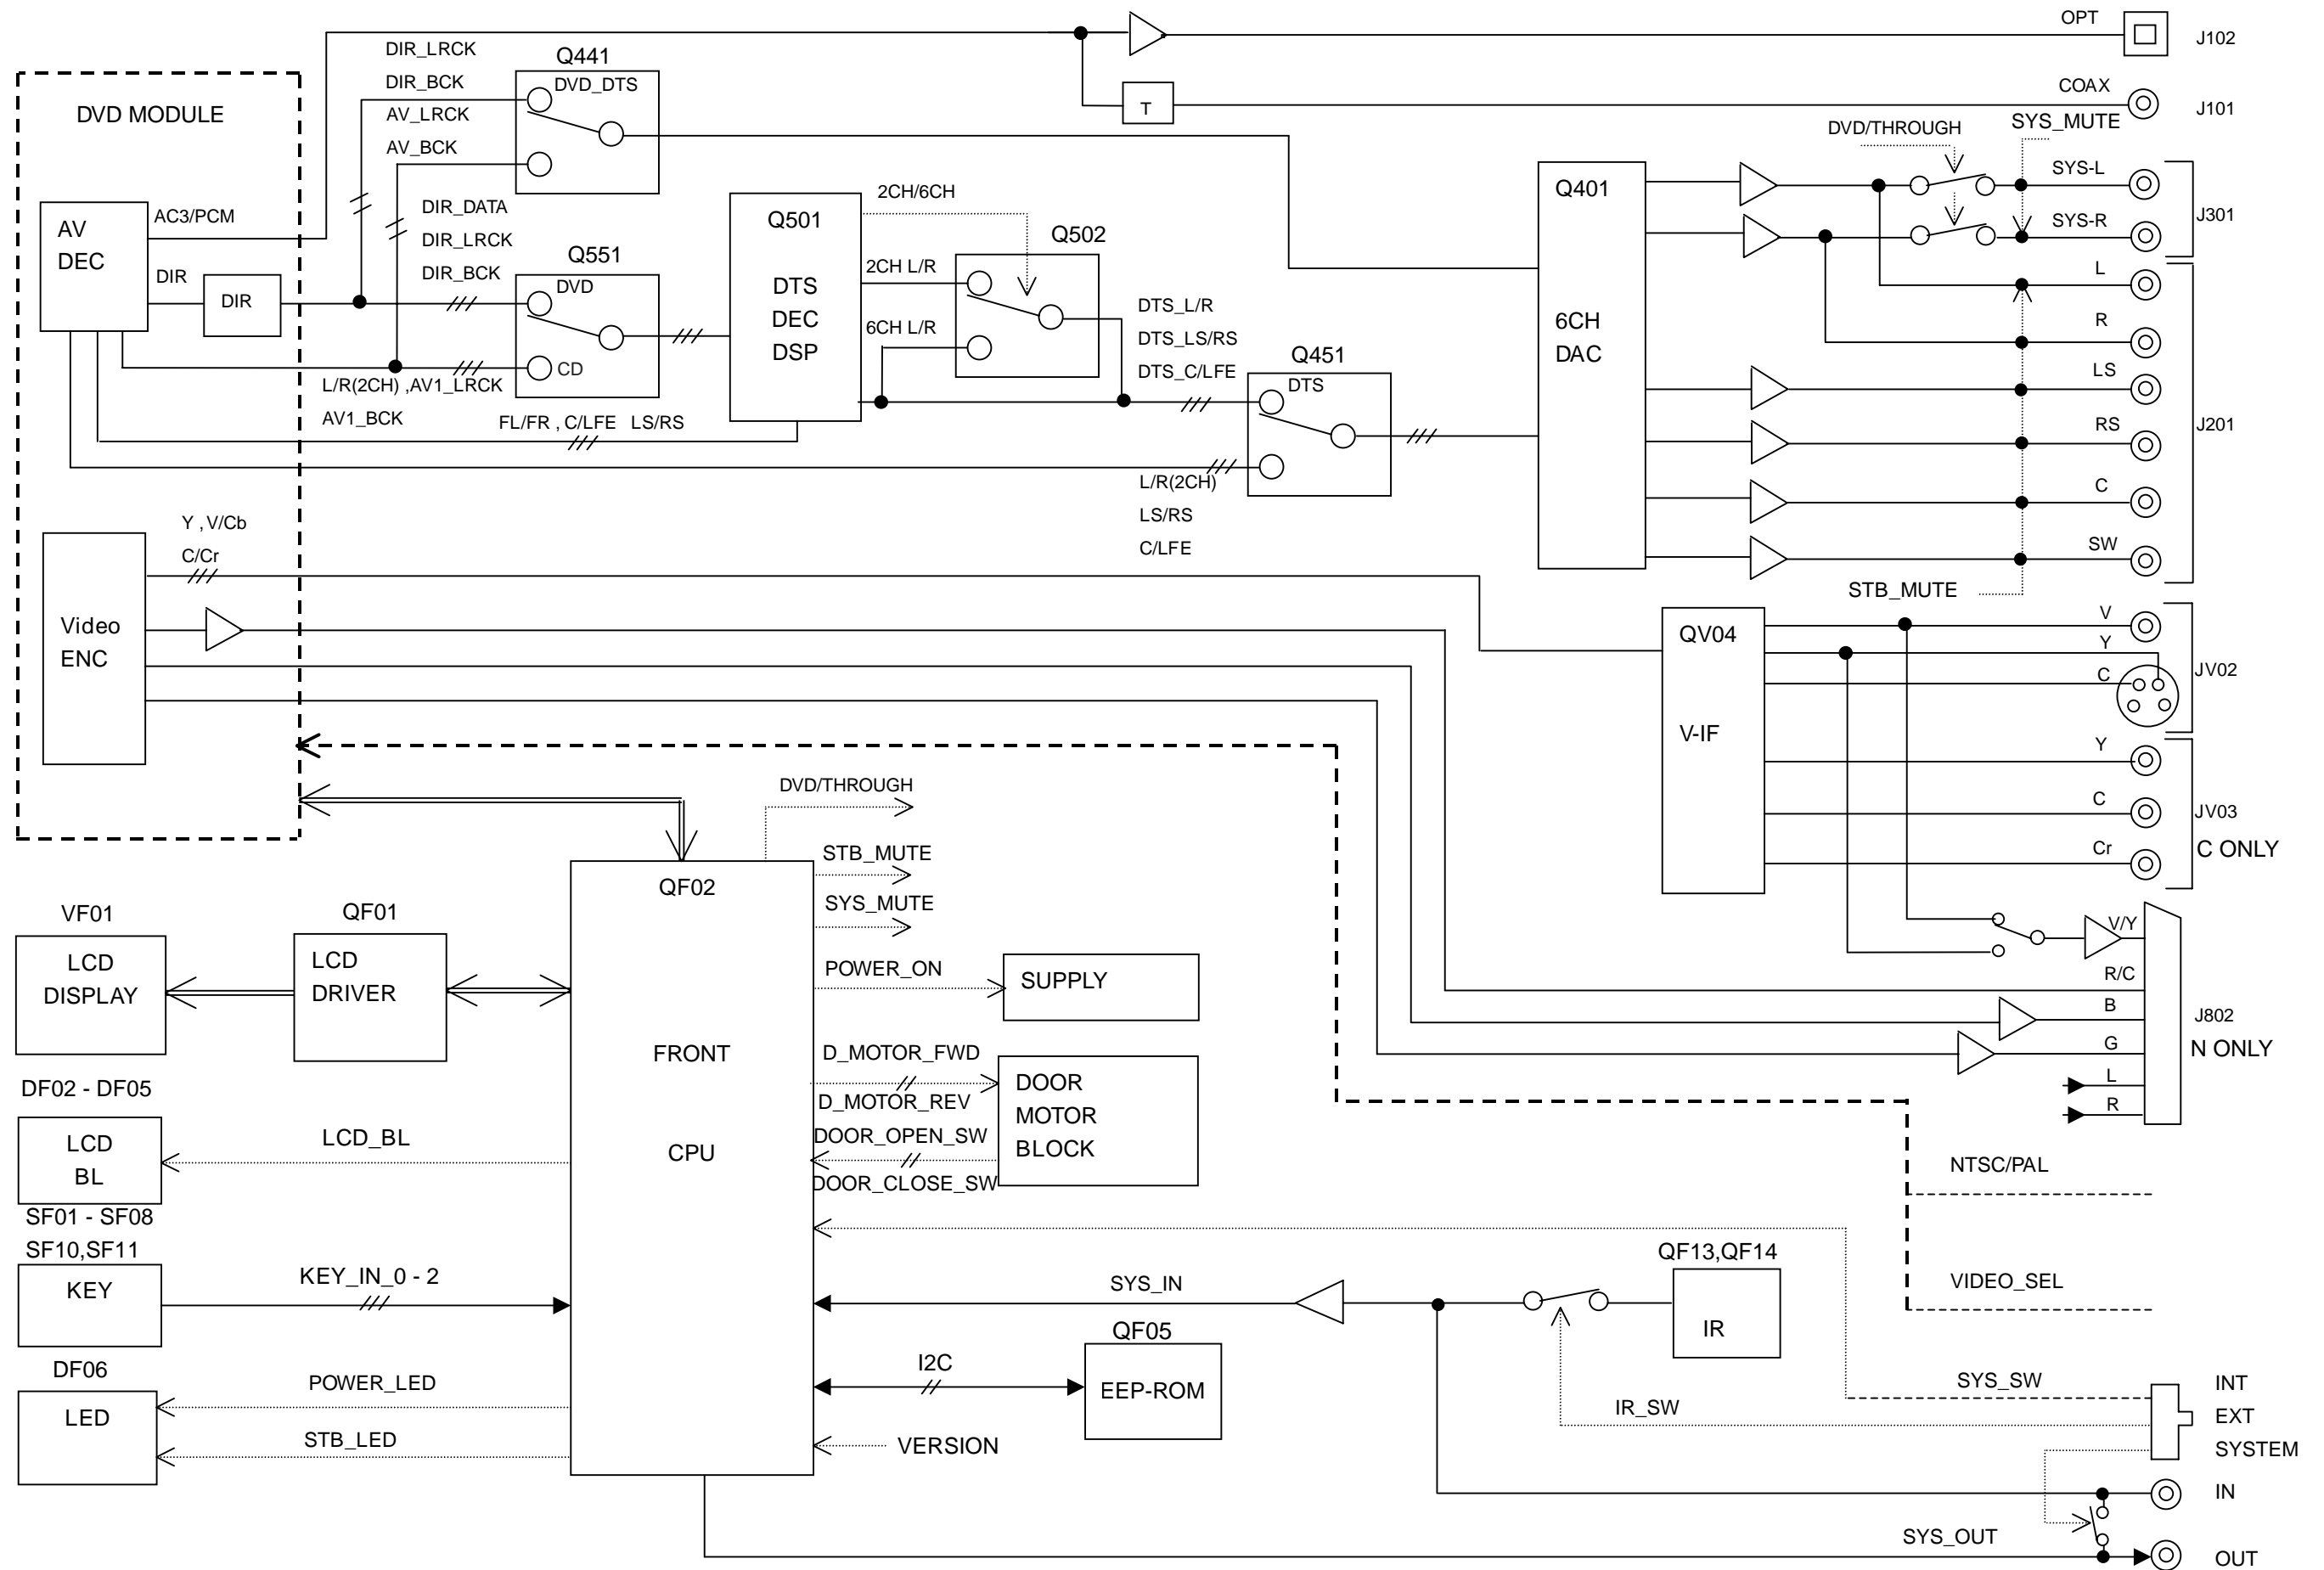 OPT
J102
DIR_LRCK
DIR_BCK
AV_LRCK
AV_BCK
Q441
DVD_DTS
DVD MODULE
T
COAX
J101
DVD/THROUGH
SYS_MUTE
SYS-L
SYS-R
J301
AV
DEC
AC3/PCM
DIR
DIR
DIR_DATA
DIR_LRCK
DIR_BCK
Q551
DVD
CD
L/R(2CH) ,AV1_LRCK
AV1_BCK
FL/FR , C/LFE LS/RS
Q501
DTS
DEC
DSP
2CH/6CH
2CH L/R
6CH L/R
Q502
DTS_L/R
DTS_LS/RS
DTS_C/LFE
Q451
DTS
L/R(2CH)
LS/RS
C/LFE
Q401
6CH
DAC
L
R
LS
RS
C
SW
J201
STB_MUTE
Y , V/Cb
C/Cr
Video
ENC
QV04
V-IF
V
Y
C
JV02
Y
C
Cr
JV03
C ONLY
V/Y
R/C
B
G
L
R
J802
N ONLY
DVD/THROUGH
STB_MUTE
SYS_MUTE
POWER_ON
SUPPLY
QF02
FRONT
CPU
VF01
LCD
DISPLAY
QF01
LCD
DRIVER
D_MOTOR_FWD
D_MOTOR_REV
DOOR_OPEN_SW
DOOR_CLOSE_SW
DOOR
MOTOR
BLOCK
DF02 - DF05
LCD
BL
LCD_BL
SF01 - SF08
SF10,SF11
KEY
KEY_IN_0 - 2
DF06
LED
POWER_LED
STB_LED
NTSC/PAL
VIDEO_SEL
QF13,QF14
IR
SYS_IN
QF05
EEP-ROM
I2C
VERSION
IR_SW
SYS_SW
INT
EXT
SYSTEM
IN
SYS_OUT
OUT